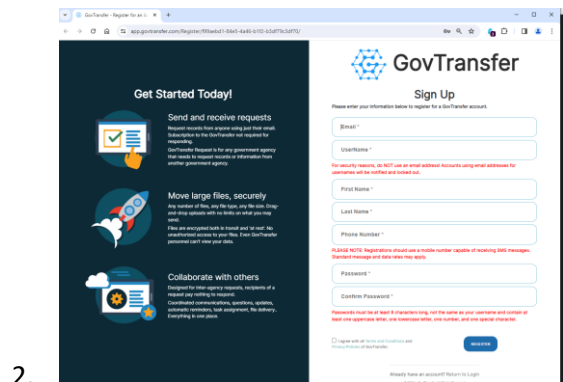 GovTransfer - Register for an
app.govtransfer.com/Register/
GovTransfer
Get Started Today!
Send and receive requests
Request records from anyone using just their email.
Subscription to the GovTransfer not required for
responding.
GovTransfer Request is for any government agency
that needs to request records or information from
another government agency.
Move large files, securely
Any number of files, any file type, any file size. Drag-
and-drop uploads with no limits on what you may
send.
Files are encrypted both in transit and 'at rest'. No
unauthorized access to your files. Even GovTransfer
personnel can't view your data.
Collaborate with others
Designed for inter-agency requests, recipients of a
request pay nothing to respond.
Coordinated communications, questions, updates,
automatic reminders, task assignment, file delivery.
Everything in one place.
Sign Up
Please enter your information below to register for a GovTransfer account.
Email *
UserName *
For security reasons, do NOT use an email address! Accounts using email addresses for
usernames will be notified and locked out.
First Name *
Last Name *
Phone Number *
PLEASE NOTE: Registrations should use a mobile number capable of receiving SMS messages.
Standard message and data rates may apply.
Password *
Confirm Password *
Passwords must be at least 8 characters long, not the same as your username and contain at
least one uppercase letter, one lowercase letter, one number, and one special character.
I agree with all Terms and Conditions and
Privacy Policies of GovTransfer.
REGISTER
Already have an account? Return to Login
2.